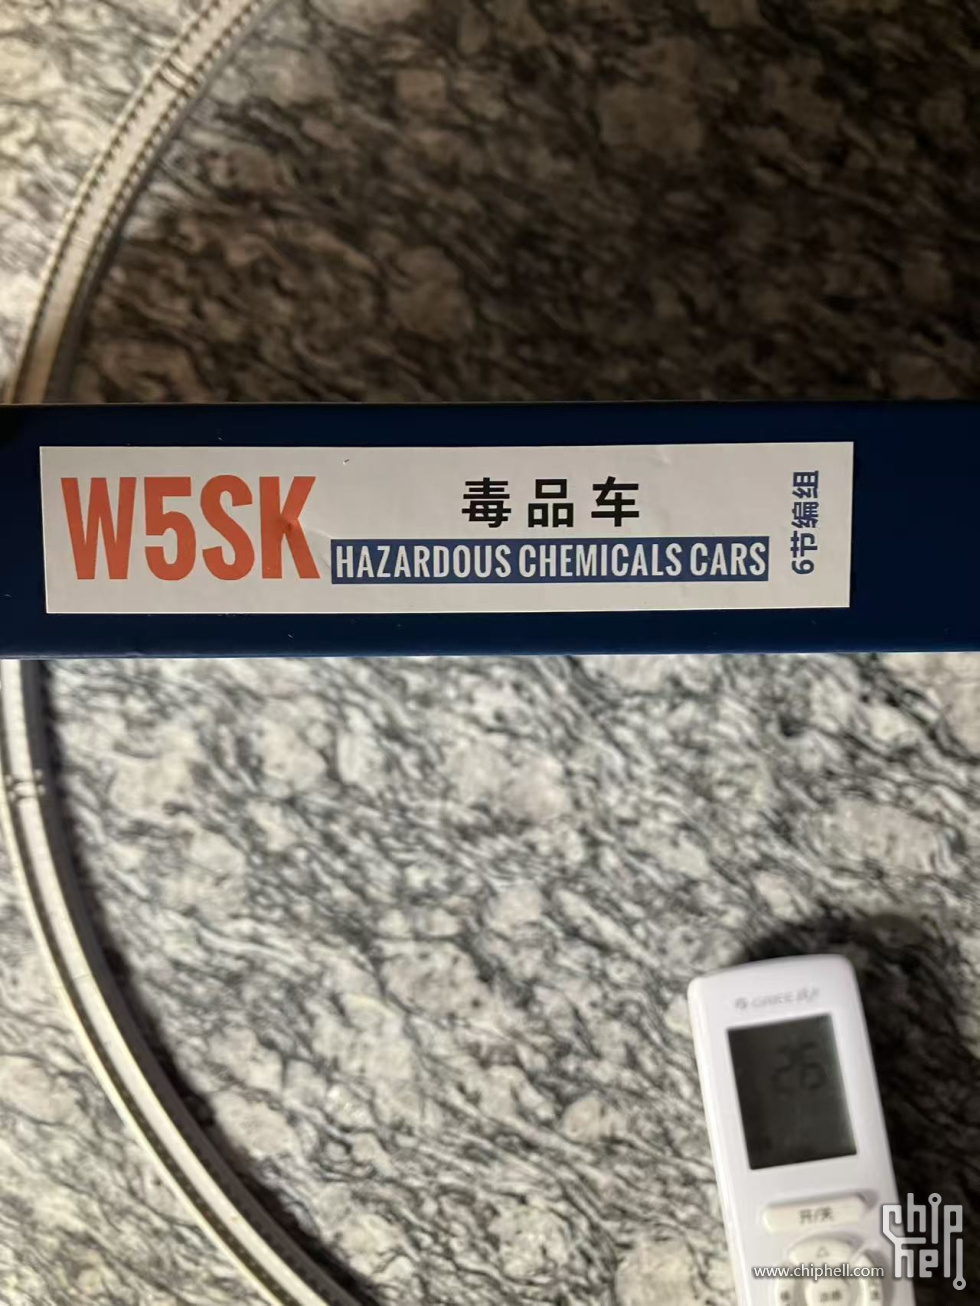 W5SK
毒品车
HAZARDOUS CHEMICALS CARS
6节编组
GREE 格力
26
开/关
www.chiphell.com
chip
hell